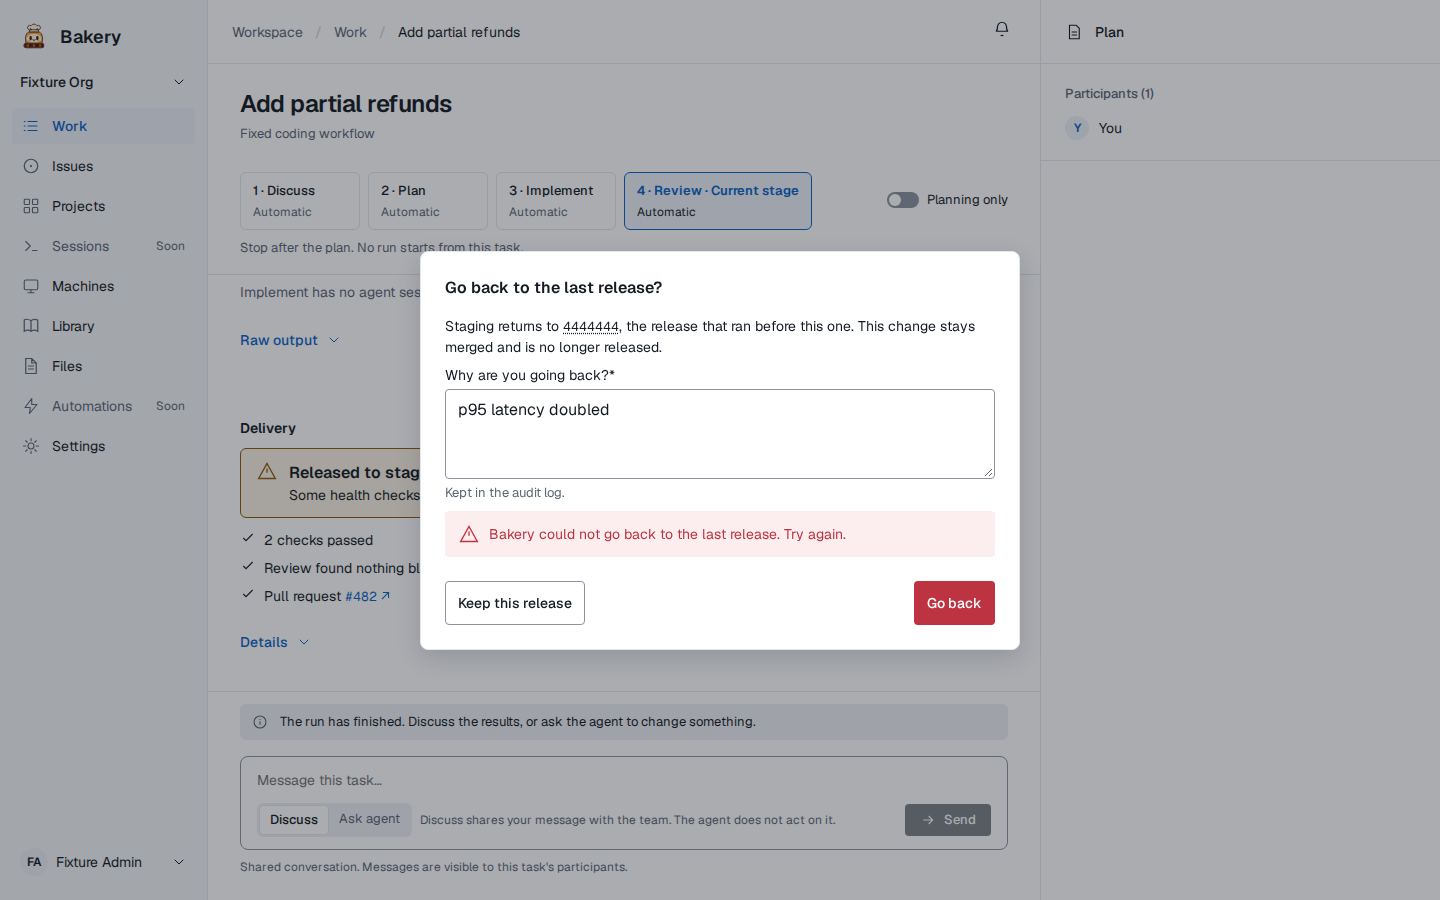 Bakery
Fixture Org
Work
Issues
Projects
Sessions Soon
Machines
Library
Files
Automations Soon
Settings
FA Fixture Admin
Workspace / Work / Add partial refunds
Add partial refunds
Fixed coding workflow
1 · Discuss
Automatic
2 · Plan
Automatic
3 · Implement
Automatic
4 · Review · Current stage
Automatic
Planning only
Stop after the plan. No run starts from this task.
Implement has no agent ses
Raw output
Delivery
Released to stag
Some health checks
2 checks passed
Review found nothing bl
Pull request #482
Details
Go back to the last release?
Staging returns to 4444444, the release that ran before this one. This change stays
merged and is no longer released.
Why are you going back?*
p95 latency doubled
Kept in the audit log.
Bakery could not go back to the last release. Try again.
Keep this release
Go back
The run has finished. Discuss the results, or ask the agent to change something.
Message this task...
Discuss Ask agent Discuss shares your message with the team. The agent does not act on it.
Send
Shared conversation. Messages are visible to this task's participants.
Plan
Participants (1)
Y You